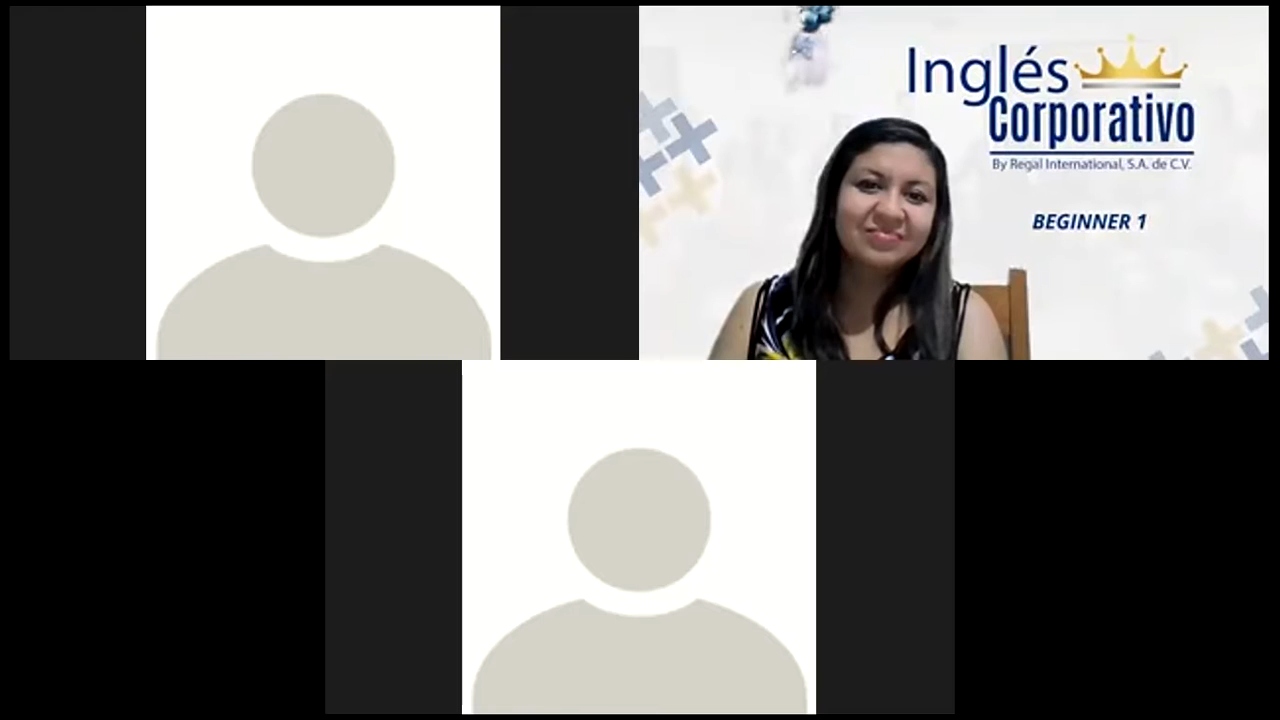 Inglés
Corporativo
By Regal International, S.A. de C.V.
BEGINNER 1